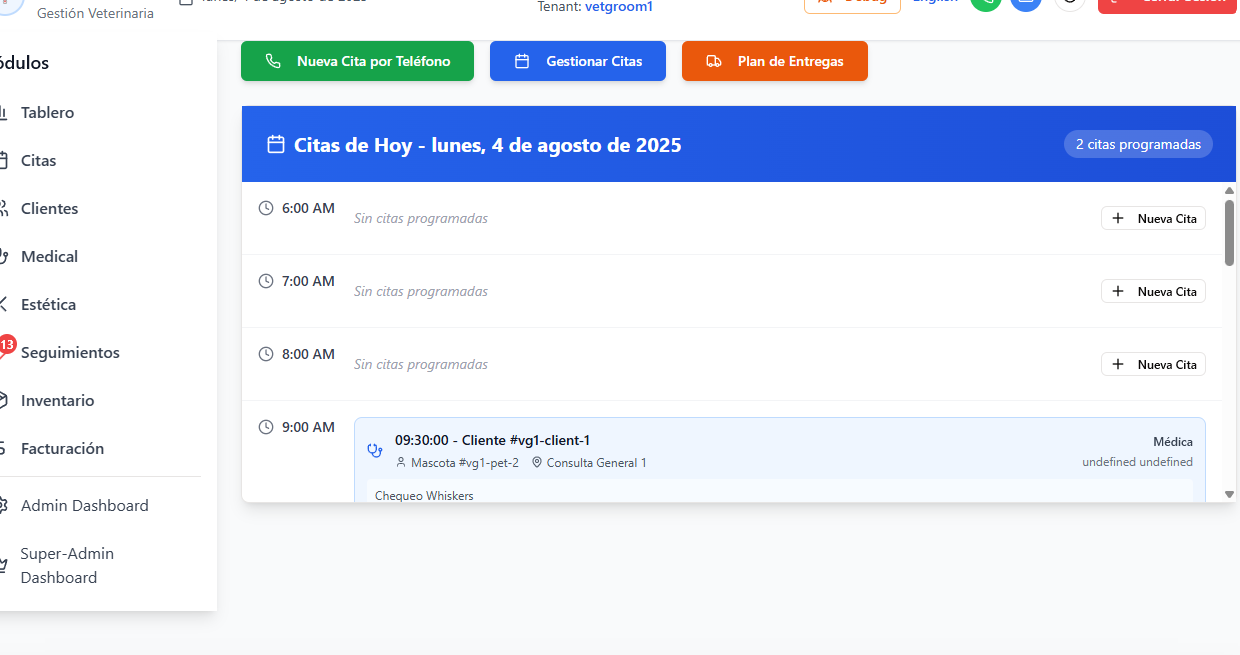 Gestión Veterinaria
Tenant: vetgroom1
Nueva Cita por Teléfono
Gestionar Citas
Plan de Entregas
ódulos
Tablero
Citas
Clientes
Medical
Estética
13
Seguimientos
Inventario
Facturación
Admin Dashboard
Super-Admin
Dashboard
Citas de Hoy - lunes, 4 de agosto de 2025
2 citas programadas
6:00 AM
Sin citas programadas
Nueva Cita
7:00 AM
Sin citas programadas
Nueva Cita
8:00 AM
Sin citas programadas
Nueva Cita
9:00 AM
09:30:00 - Cliente #vg1-client-1
Médica
Mascota #vg1-pet-2
Consulta General 1
undefined undefined
Chequeo Whiskers